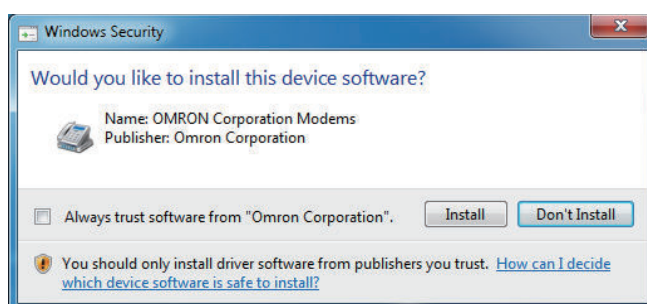 Windows Security
Would you like to install this device software?
Name: OMRON Corporation Modems
Publisher: Omron Corporation
Always trust software from "Omron Corporation".
Install
Don't Install
You should only install driver software from publishers you trust. How can I decide
which device software is safe to install?